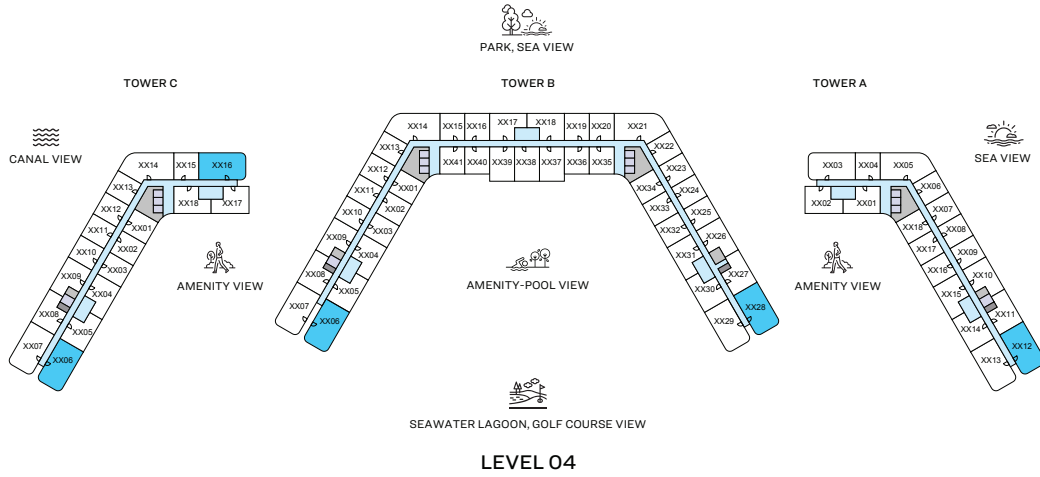 PARK, SEA VIEW
TOWER C
TOWER B
TOWER A
CANAL VIEW
SEA VIEW
XX14
XX15
XX16
XX13
XX12
XX11
XX10
XX09
XX08
XX07
XX18
XX17
XX01
XX02
XX03
XX04
XX05
XX06
AMENITY VIEW
XX14
XX15
XX16
XX17
XX18
XX19
XX20
XX21
XX13
XX12
XX11
XX10
XX09
XX08
XX07
XX41
XX40
XX39
XX38
XX37
XX36
XX35
XX01
XX02
XX03
XX04
XX05
XX06
XX22
XX23
XX24
XX25
XX26
XX27
XX28
XX34
XX33
XX32
XX31
XX30
XX29
AMENITY-POOL VIEW
XX03
XX04
XX05
XX02
XX01
XX06
XX07
XX08
XX09
XX10
XX11
XX12
XX18
XX17
XX16
XX15
XX14
XX13
AMENITY VIEW
SEAWATER LAGOON, GOLF COURSE VIEW
LEVEL 04